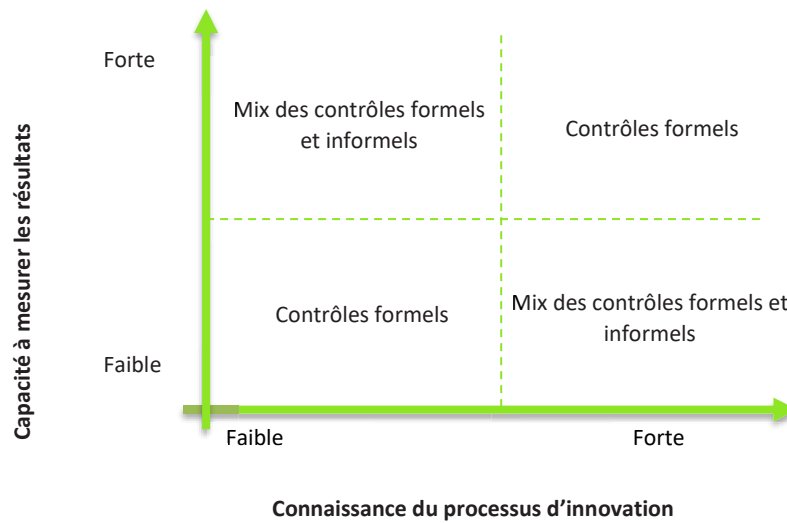 Capacité à mesurer les résultats
Forte
Mix des contrôles formels
et informels
Contrôles formels
Contrôles formels
Mix des contrôles formels et
informels
Faible
Faible
Forte
Connaissance du processus d’innovation